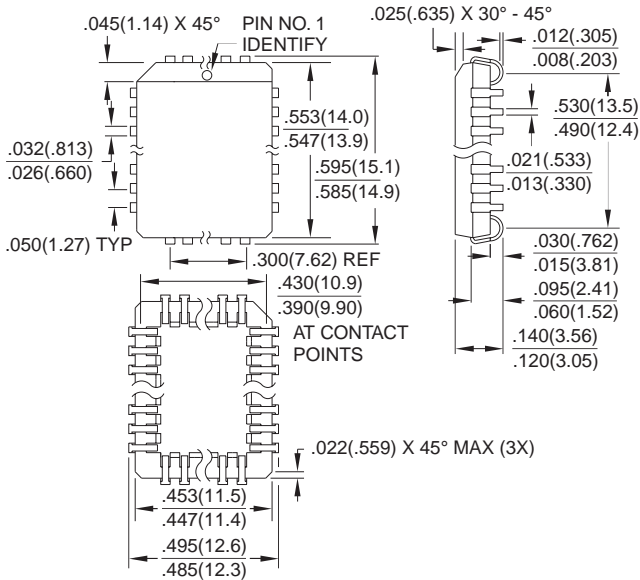 .045(1.14) X 45°
PIN NO. 1
IDENTIFY
.025(.635) X 30° - 45°
.012(.305)
.008(.203)
.553(14.0)
.547(13.9)
.595(15.1)
.585(14.9)
.032(.813)
.026(.660)
.050(1.27) TYP
.530(13.5)
.490(12.4)
.021(.533)
.013(.330)
.030(.762)
.015(3.81)
.095(2.41)
.060(1.52)
.140(3.56)
.120(3.05)
.300(7.62) REF
.430(10.9)
.390(9.90)
AT CONTACT
POINTS
.022(.559) X 45° MAX (3X)
.453(11.5)
.447(11.4)
.495(12.6)
.485(12.3)